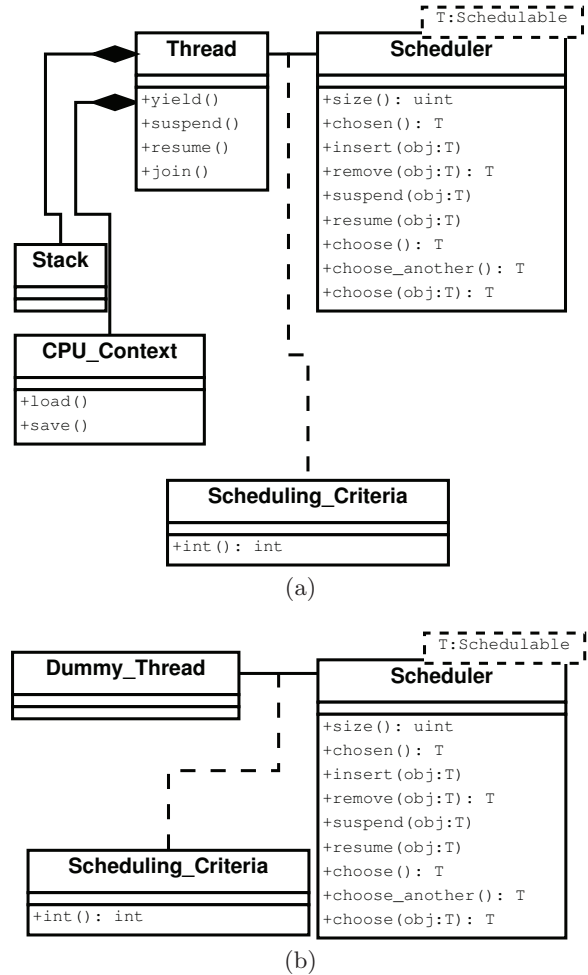 T:Schedulable
Thread
+yield()
+suspend()
+resume()
+join()
Scheduler
+size(): uint
+chosen(): T
+insert(obj:T)
+remove(obj:T): T
+suspend(obj:T)
+resume(obj:T)
+choose(): T
+choose_another(): T
+choose(obj:T): T
Stack
CPU_Context
+load()
+save()
Scheduling_Criteria
+int(): int
(a)
T:Schedulable
Dummy_Thread
Scheduler
+size(): uint
+chosen(): T
+insert(obj:T)
+remove(obj:T): T
+suspend(obj:T)
+resume(obj:T)
+choose(): T
+choose_another(): T
+choose(obj:T): T
Scheduling_Criteria
+int(): int
(b)